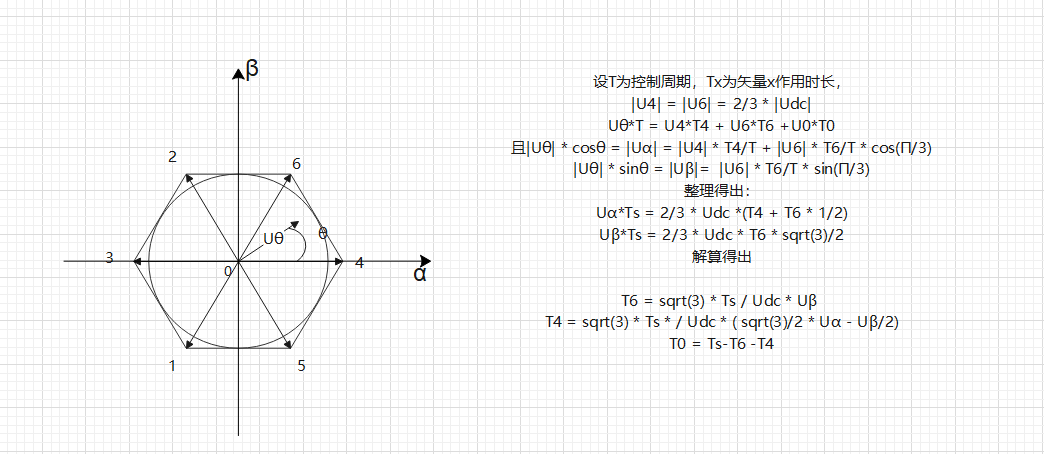 β
2
6
Uθ
θ
3
0
4
α
1
5
设T为控制周期，Tx为矢量x作用时长，
|U4| = |U6| = 2/3 * |Udc|
Uθ*T = U4*T4 + U6*T6 +U0*T0
且|Uθ| * cosθ = |Uα| = |U4| * T4/T + |U6| * T6/T * cos(Π/3)
|Uθ| * sinθ = |Uβ|= |U6| * T6/T * sin(Π/3)
整理得出：
Uα*Ts = 2/3 * Udc *(T4 + T6 * 1/2)
Uβ*Ts = 2/3 * Udc * T6 * sqrt(3)/2
解算得出
T6 = sqrt(3) * Ts / Udc * Uβ
T4 = sqrt(3) * Ts * / Udc * ( sqrt(3)/2 * Uα - Uβ/2)
T0 = Ts-T6 -T4